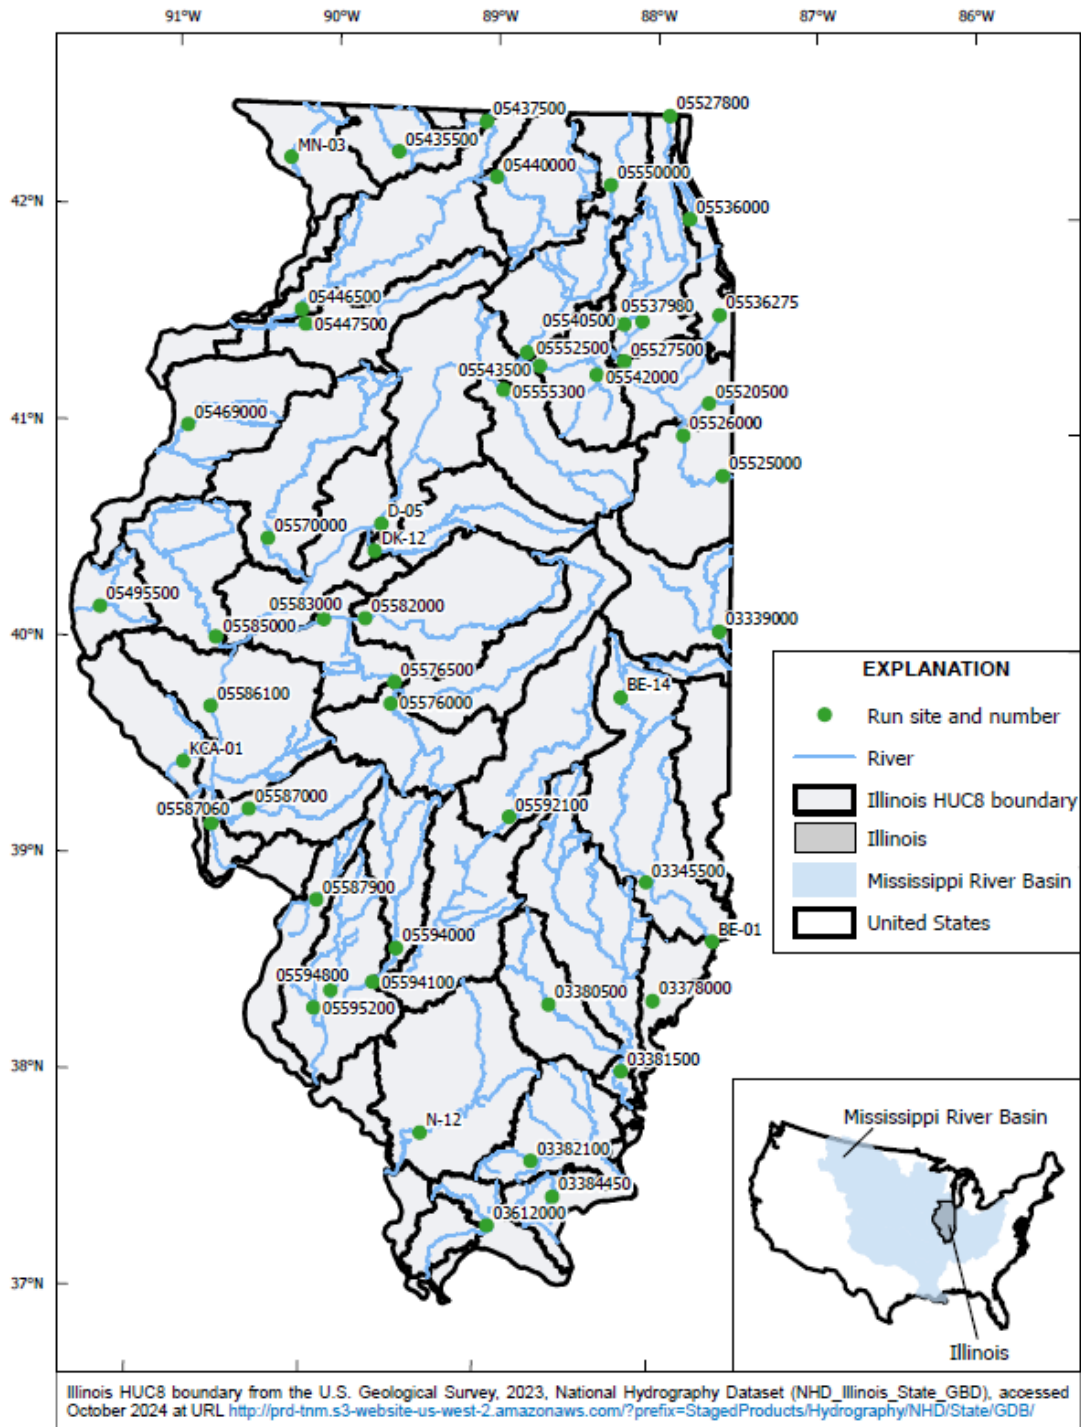 91°W 90°W 89°W 88°W 87°W 86°W
05527800
05437500
MN-03
05435500
05440000
05550000
42°N
05536000
05446500
05537980
05536275
05447500
05540500
05552500
05527500
05543500
05542000
05555300
05520500
05469000
41°N
05526000
05525000
D-05
05570000
DK-12
05495500
05583000
05582000
03339000
05585000
40°N
EXPLANATION
Run site and number
River
Illinois HUC8 boundary
Illinois
Mississippi River Basin
United States
05576500
BE-14
05586100
05576000
KCA-01
05587060
05587000
05592100
39°N
03345500
05587900
BE-01
05594000
05594800
05594100
03380500
03378000
05595200
38°N
03381500
N-12
03382100
03384450
03612000
37°N
Mississippi River Basin
Illinois
Illinois HUC8 boundary from the U.S. Geological Survey, 2023, National Hydrography Dataset (NHD_Illinois_State_GBD), accessed
October 2024 at URL http://prd-tnm.s3-website-us-west-2.amazonaws.com/?prefix=StagedProducts/Hydrography/NHD/State/GDB/